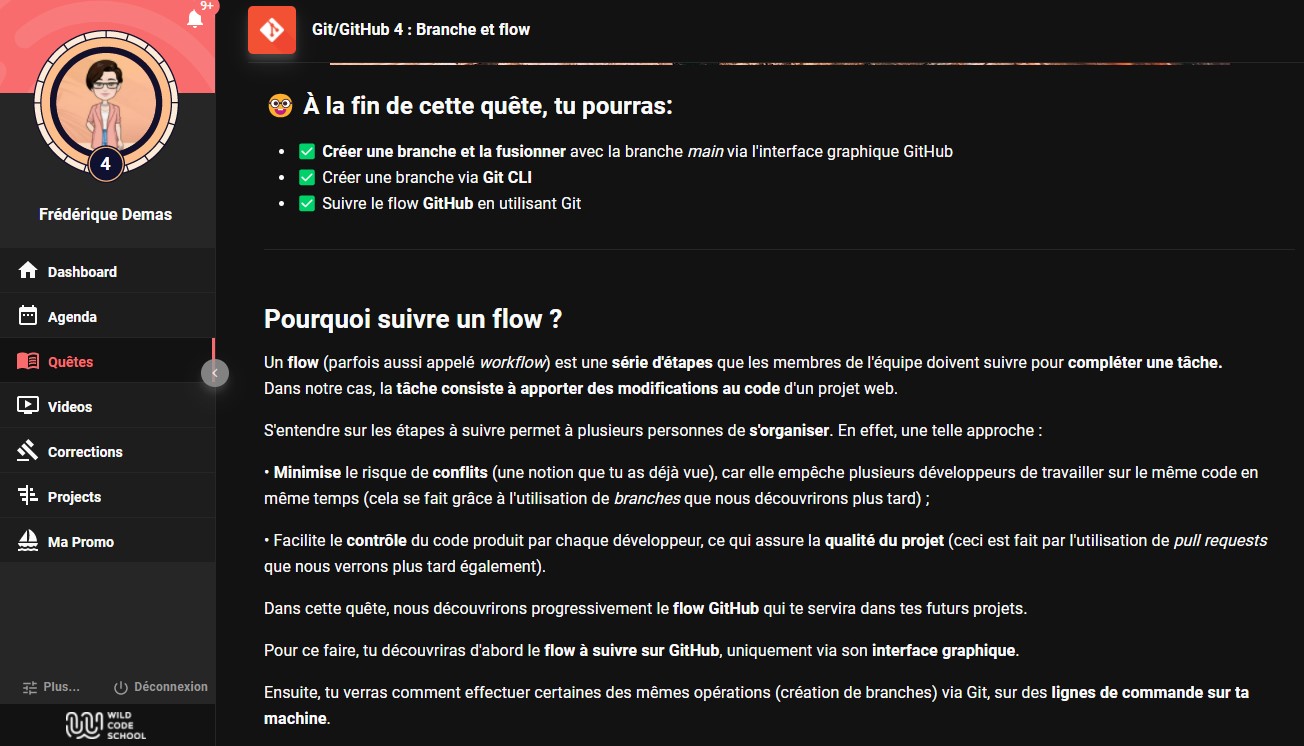 9+
Git/GitHub 4 : Branche et flow
4
Frédérique Demas
Dashboard
Agenda
Quêtes
Videos
Corrections
Projects
Ma Promo
Plus...
Déconnexion
WILD
CODE
SCHOOL
À la fin de cette quête, tu pourras:
• ✅ Créer une branche et la fusionner avec la branche main via l'interface graphique GitHub
• ✅ Créer une branche via Git CLI
• ✅ Suivre le flow GitHub en utilisant Git
Pourquoi suivre un flow ?
Un flow (parfois aussi appelé workflow) est une série d'étapes que les membres de l'équipe doivent suivre pour compléter une tâche.
Dans notre cas, la tâche consiste à apporter des modifications au code d'un projet web.
S'entendre sur les étapes à suivre permet à plusieurs personnes de s'organiser. En effet, une telle approche :
• Minimise le risque de conflits (une notion que tu as déjà vue), car elle empêche plusieurs développeurs de travailler sur le même code en
même temps (cela se fait grâce à l'utilisation de branches que nous découvrirons plus tard) ;
• Facilite le contrôle du code produit par chaque développeur, ce qui assure la qualité du projet (ceci est fait par l'utilisation de pull requests
que nous verrons plus tard également).
Dans cette quête, nous découvrirons progressivement le flow GitHub qui te servira dans tes futurs projets.
Pour ce faire, tu découvriras d'abord le flow à suivre sur GitHub, uniquement via son interface graphique.
Ensuite, tu verras comment effectuer certaines des mêmes opérations (création de branches) via Git, sur des lignes de commande sur ta
machine.